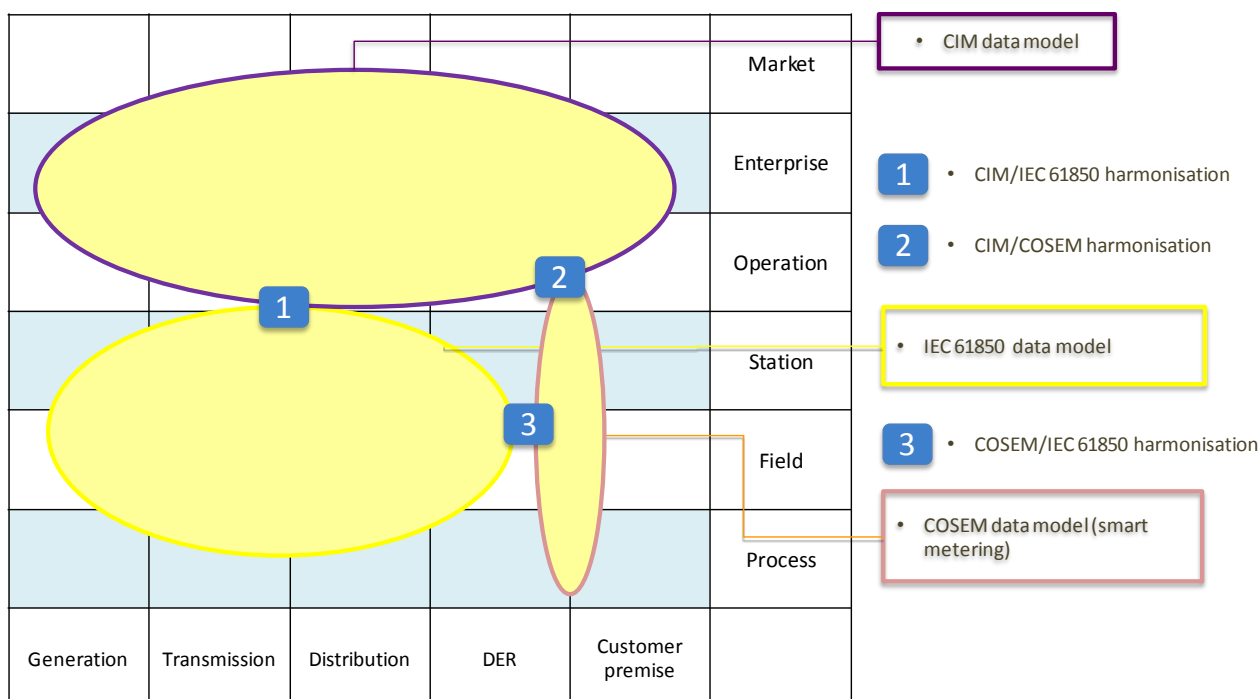 Market
• CIM data model
Enterprise
1 • CIM/IEC 61850 harmonisation
Operation
2 • CIM/COSEM harmonisation
2
1
Station
• IEC 61850 data model
3
Field
3 • COSEM/IEC 61850 harmonisation
Process
• COSEM data model (smart
metering)
Generation Transmission Distribution DER Customer
premise